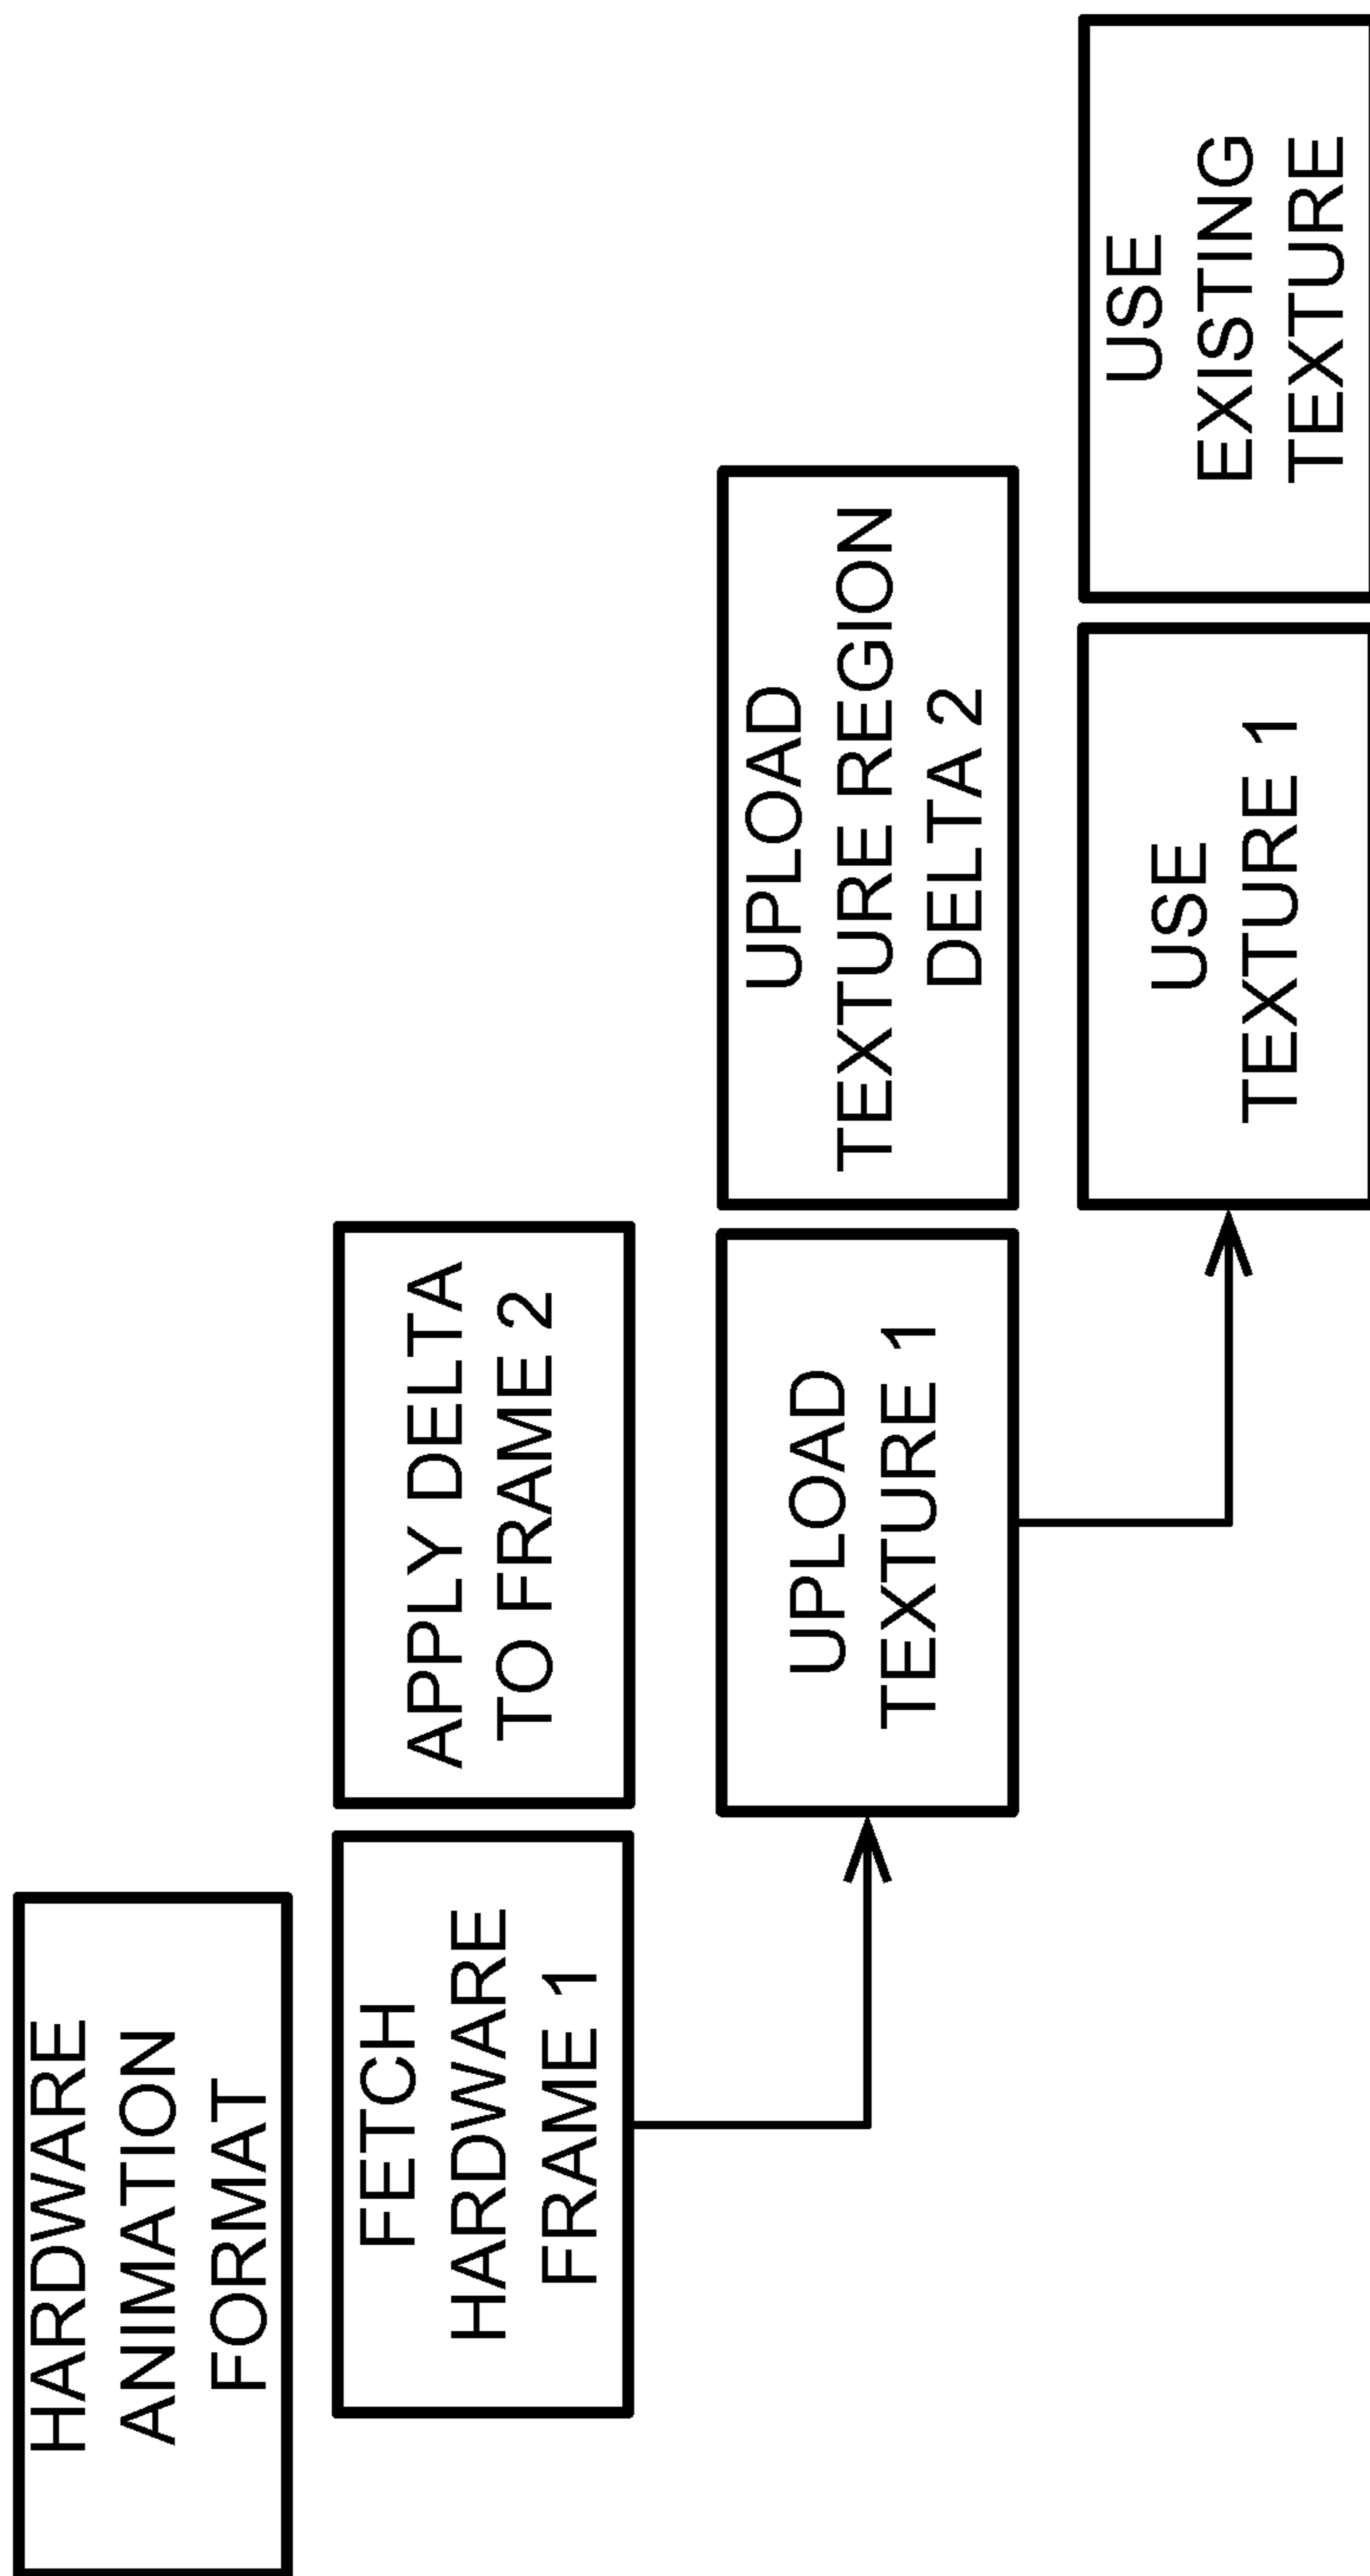 HARDWARE
ANIMATION
FORMAT
FETCH
HARDWARE
FRAME 1
APPLY DELTA
TO FRAME 2
UPLOAD
TEXTURE 1
UPLOAD
TEXTURE REGION
DELTA 2
USE
TEXTURE 1
USE
EXISTING
TEXTURE